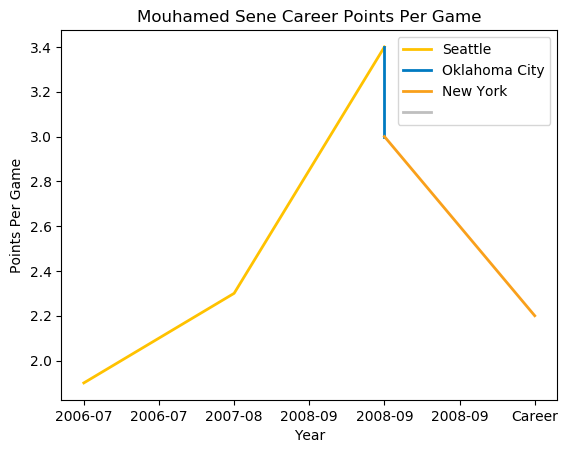 Mouhamed Sene Career Points Per Game
Seattle
Oklahoma City
New York
3.4
3.2
3.0
2.8
2.6
2.4
2.2
2.0
Points Per Game
2006-07 2006-07 2007-08 2008-09 2008-09 2008-09 Career
Year